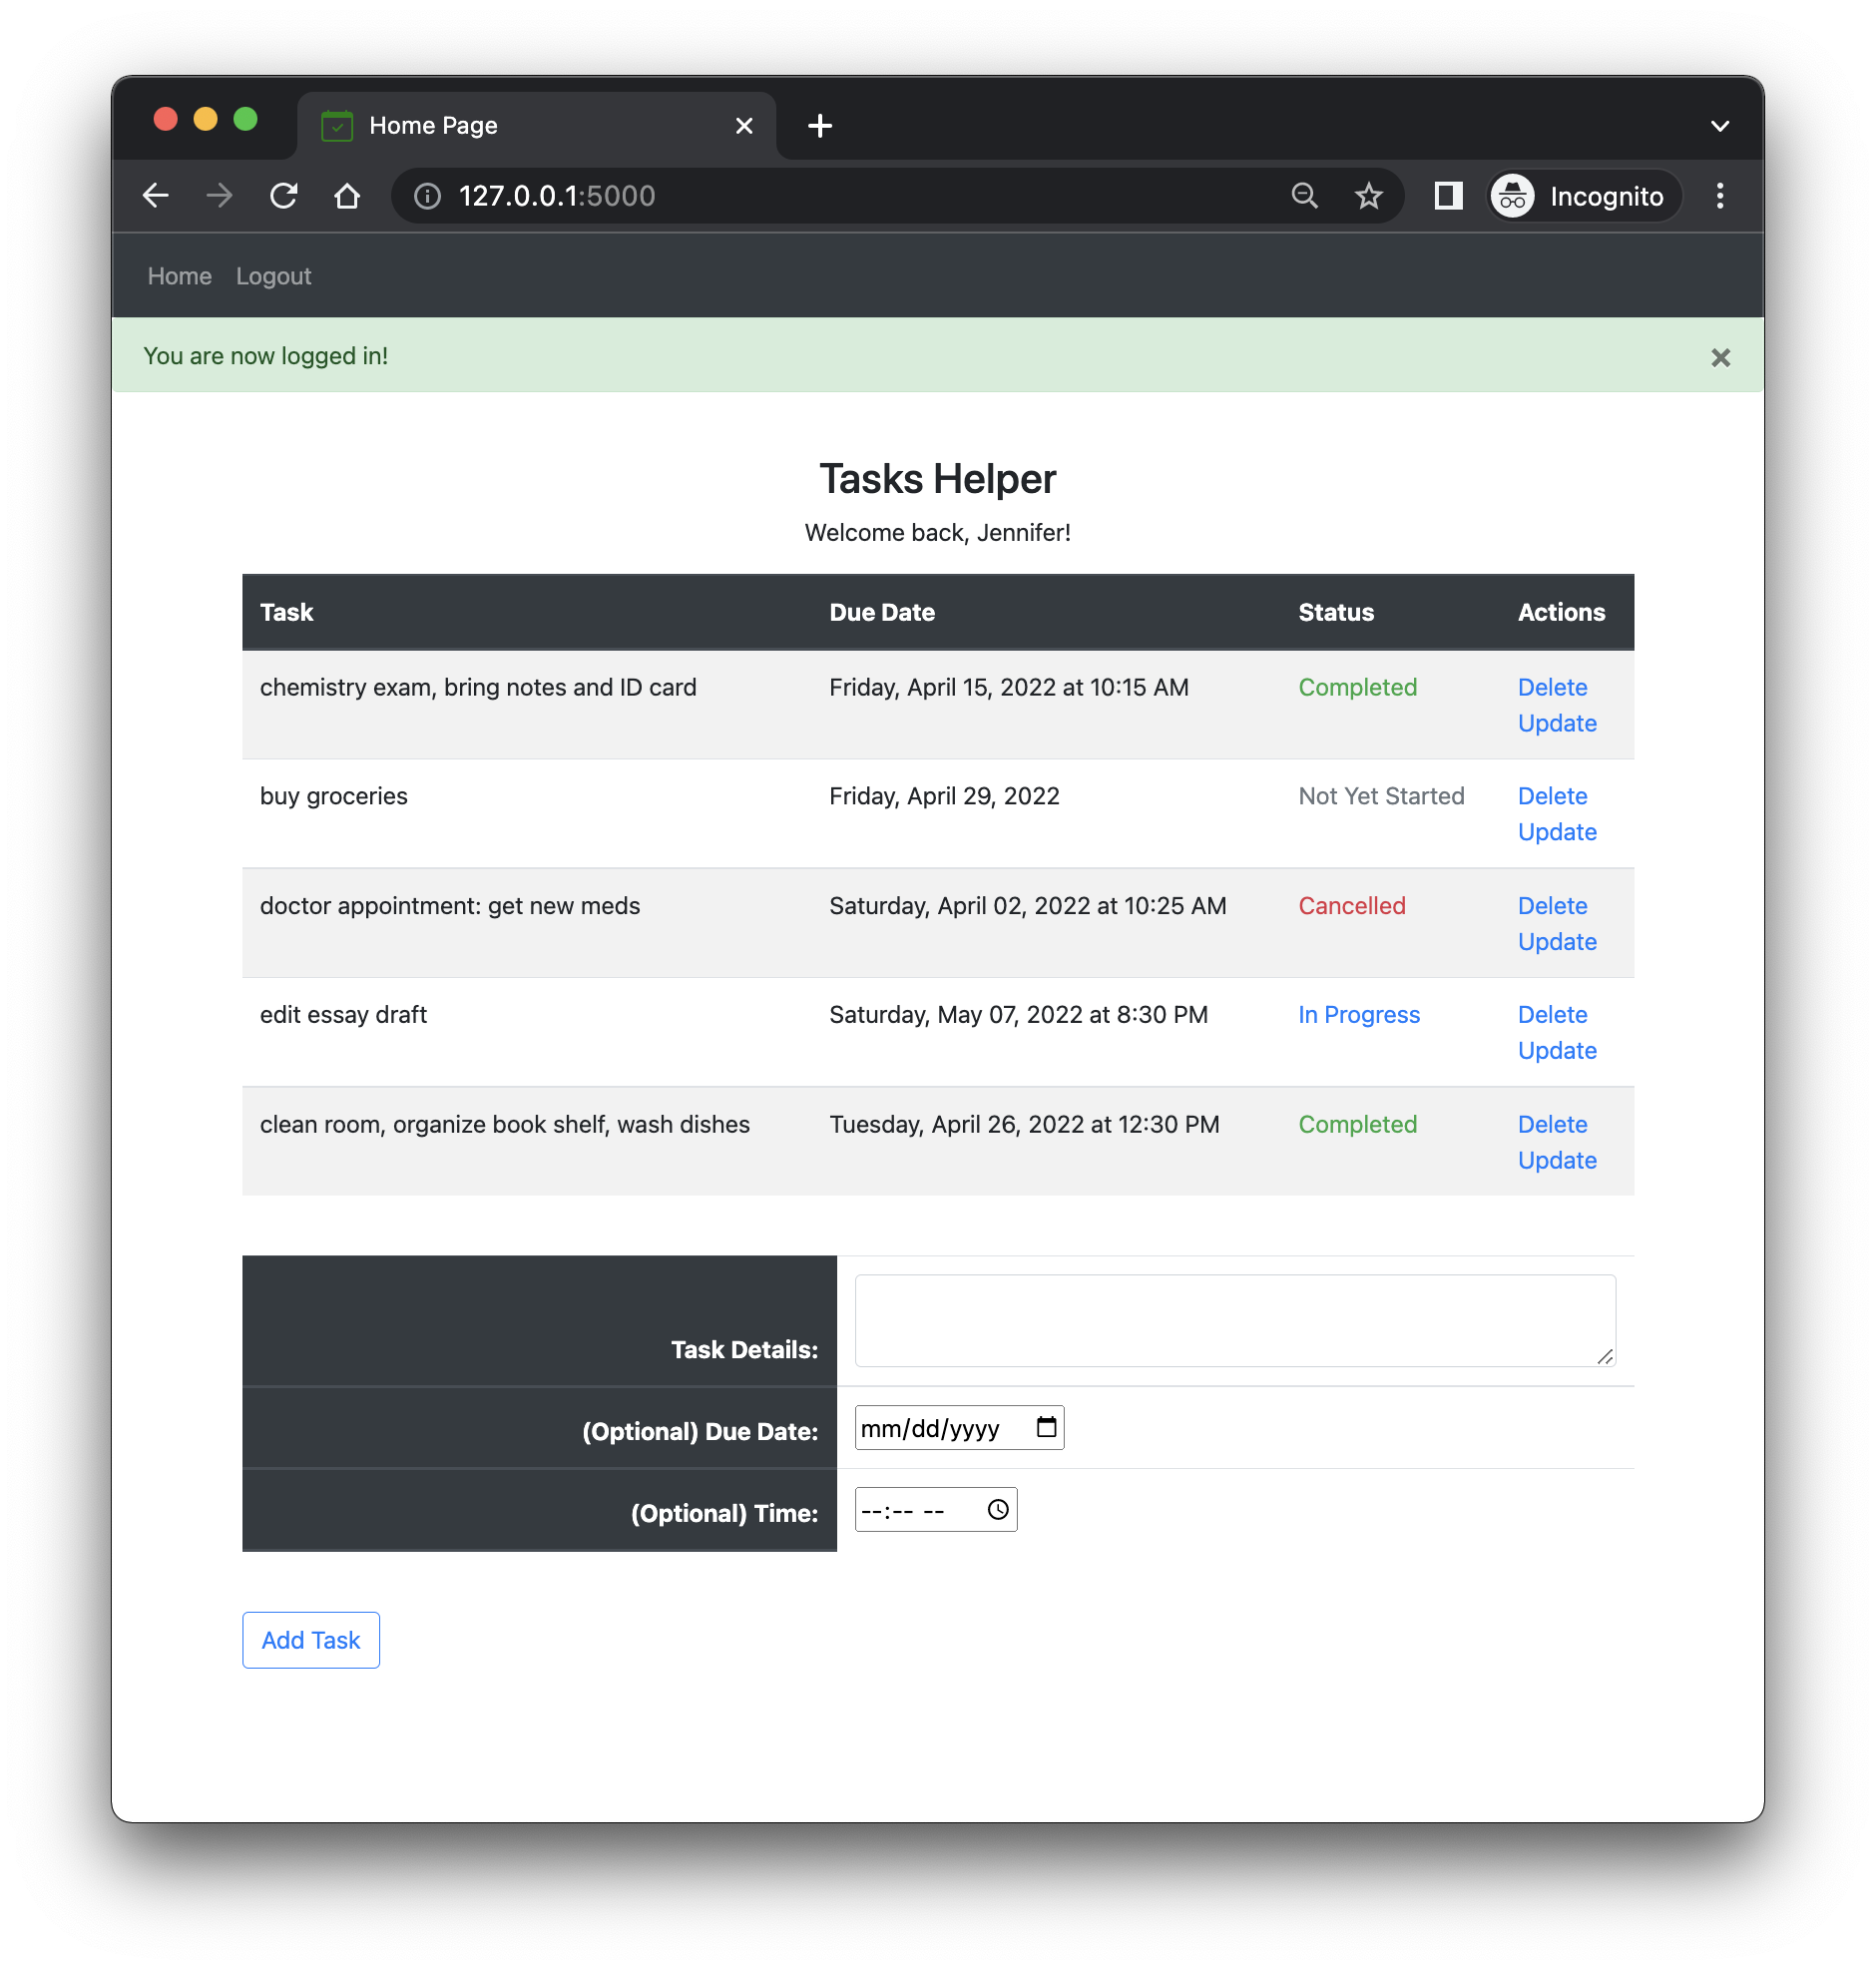 Home Page
127.0.0.1:5000
Incognito
Home Logout
You are now logged in!
Tasks Helper
Welcome back, Jennifer!
Task Due Date Status Actions
chemistry exam, bring notes and ID card Friday, April 15, 2022 at 10:15 AM Completed Delete
Update
buy groceries Friday, April 29, 2022 Not Yet Started Delete
Update
doctor appointment: get new meds Saturday, April 02, 2022 at 10:25 AM Cancelled Delete
Update
edit essay draft Saturday, May 07, 2022 at 8:30 PM In Progress Delete
Update
clean room, organize book shelf, wash dishes Tuesday, April 26, 2022 at 12:30 PM Completed Delete
Update
Task Details:
(Optional) Due Date: mm/dd/yyyy
(Optional) Time: --:-- --
Add Task